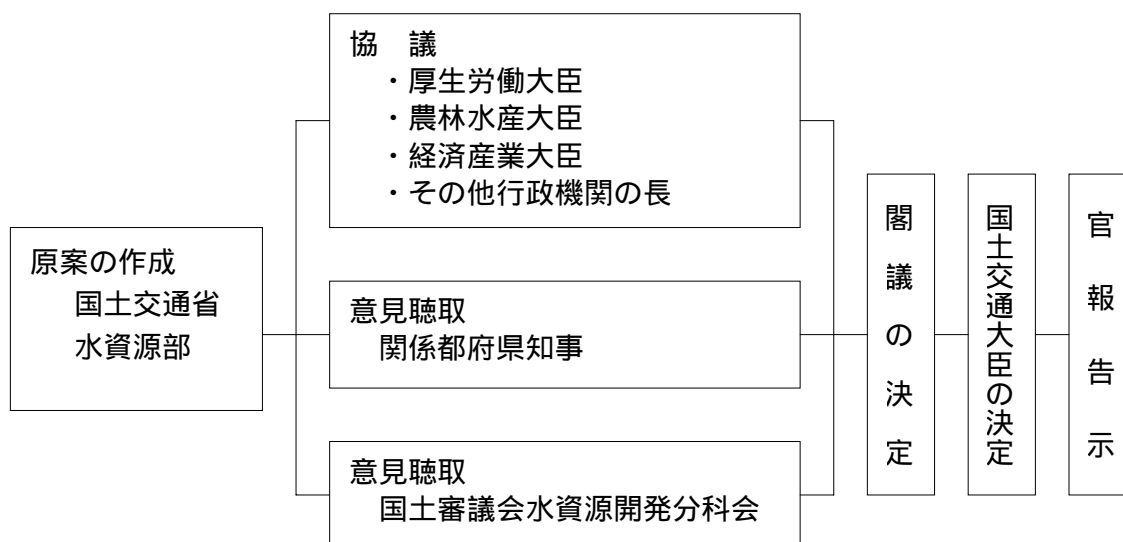 原案の作成
国土交通省
水資源部
協　議
・厚生労働大臣
・農林水産大臣
・経済産業大臣
・その他行政機関の長
意見聴取
関係都府県知事
意見聴取
国土審議会水資源開発分科会
閣議の決定
国土交通大臣の決定
官報告示